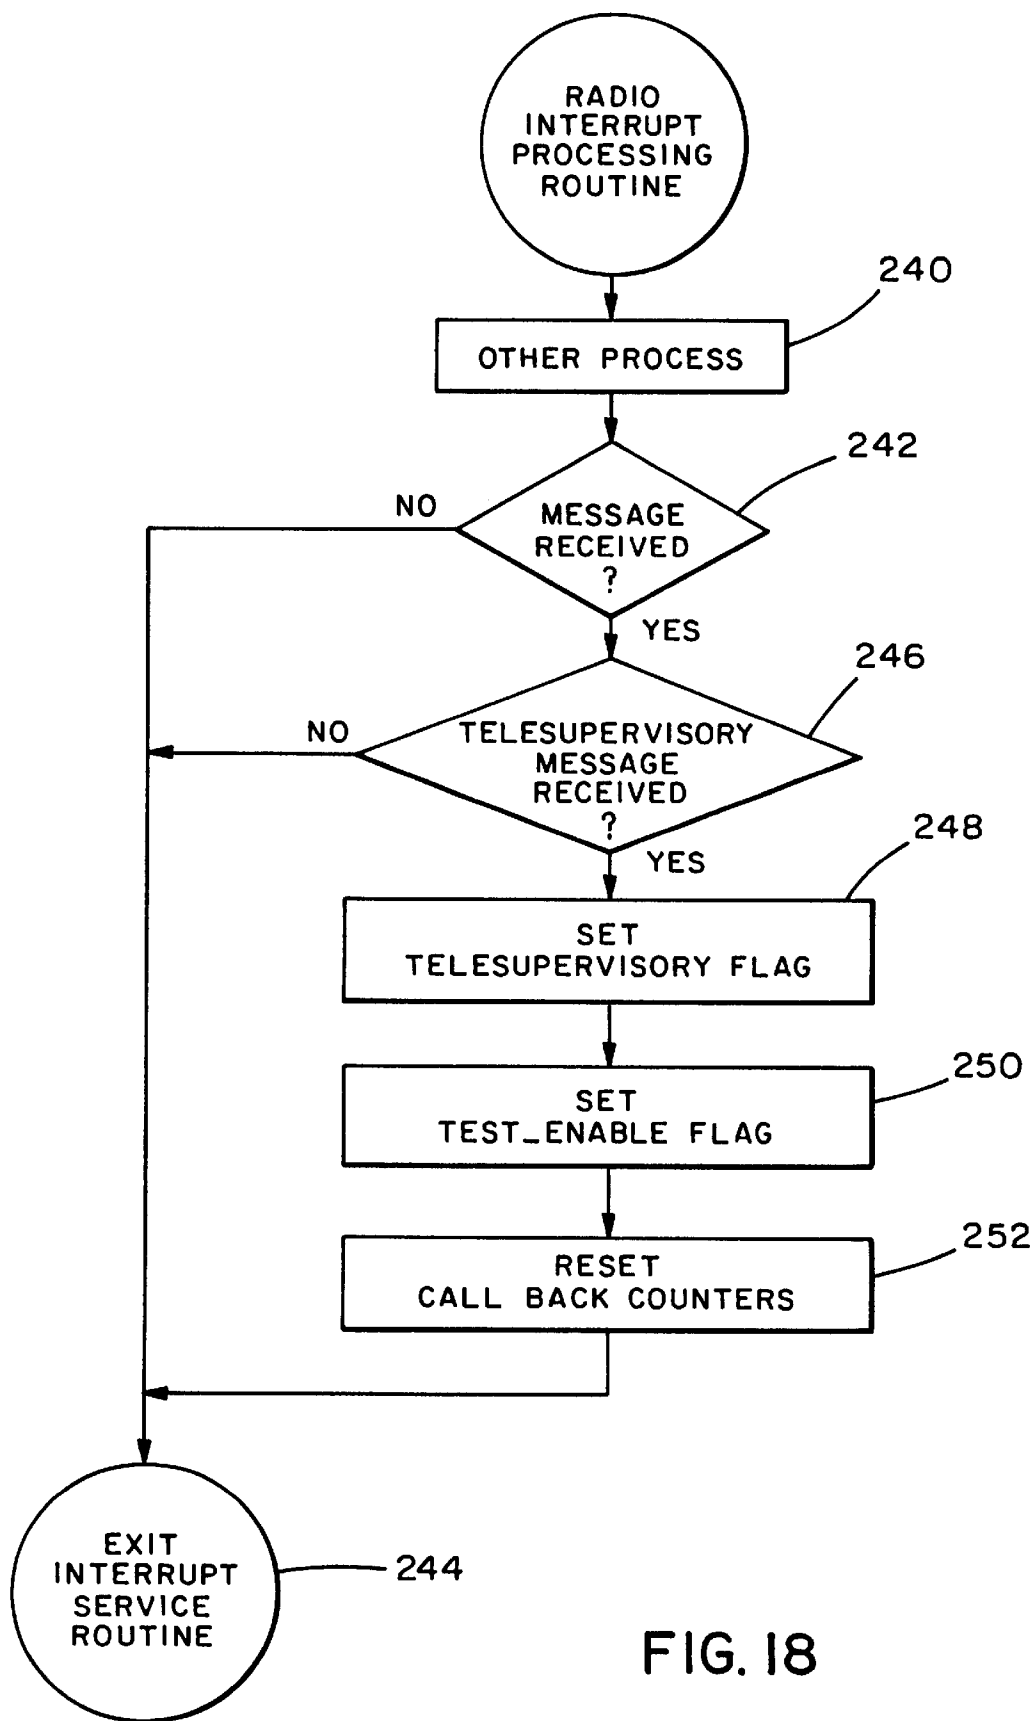 RADIO
INTERRUPT
PROCESSING
ROUTINE
240
OTHER PROCESS
242
NO
MESSAGE
RECEIVED
?
YES
246
NO
TELESUPERVISORY
MESSAGE
RECEIVED
?
YES
248
SET
TELESUPERVISORY FLAG
250
SET
TEST_ENABLE FLAG
252
RESET
CALL BACK COUNTERS
EXIT
INTERRUPT
SERVICE
ROUTINE
244
FIG. 18